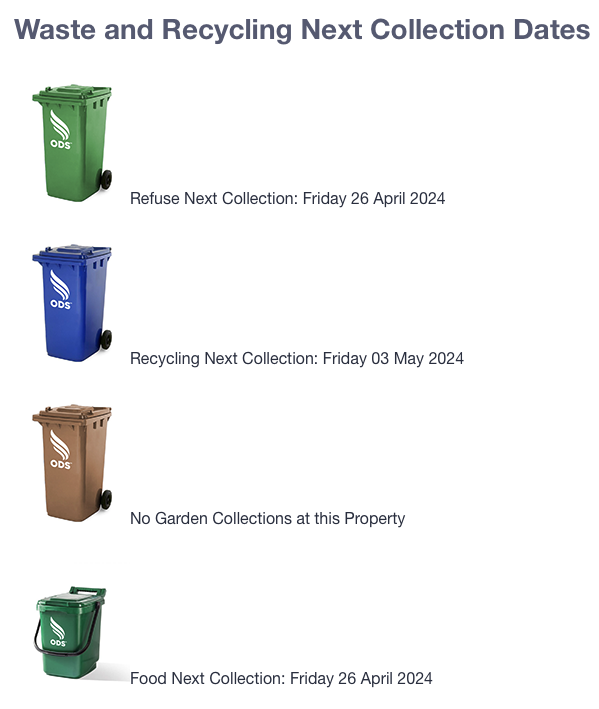 Waste and Recycling Next Collection Dates
ODS
Refuse Next Collection: Friday 26 April 2024
ODS
Recycling Next Collection: Friday 03 May 2024
ODS
No Garden Collections at this Property
ODS
Food Next Collection: Friday 26 April 2024